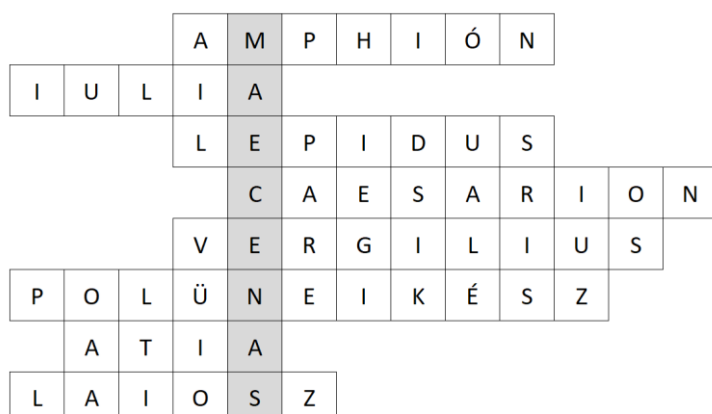 AMPHIÓN
IULIA
LEPIDUS
CAESARION
VERGILIUS
POLÜNEIKÉSZ
ATIA
LAIOSZ